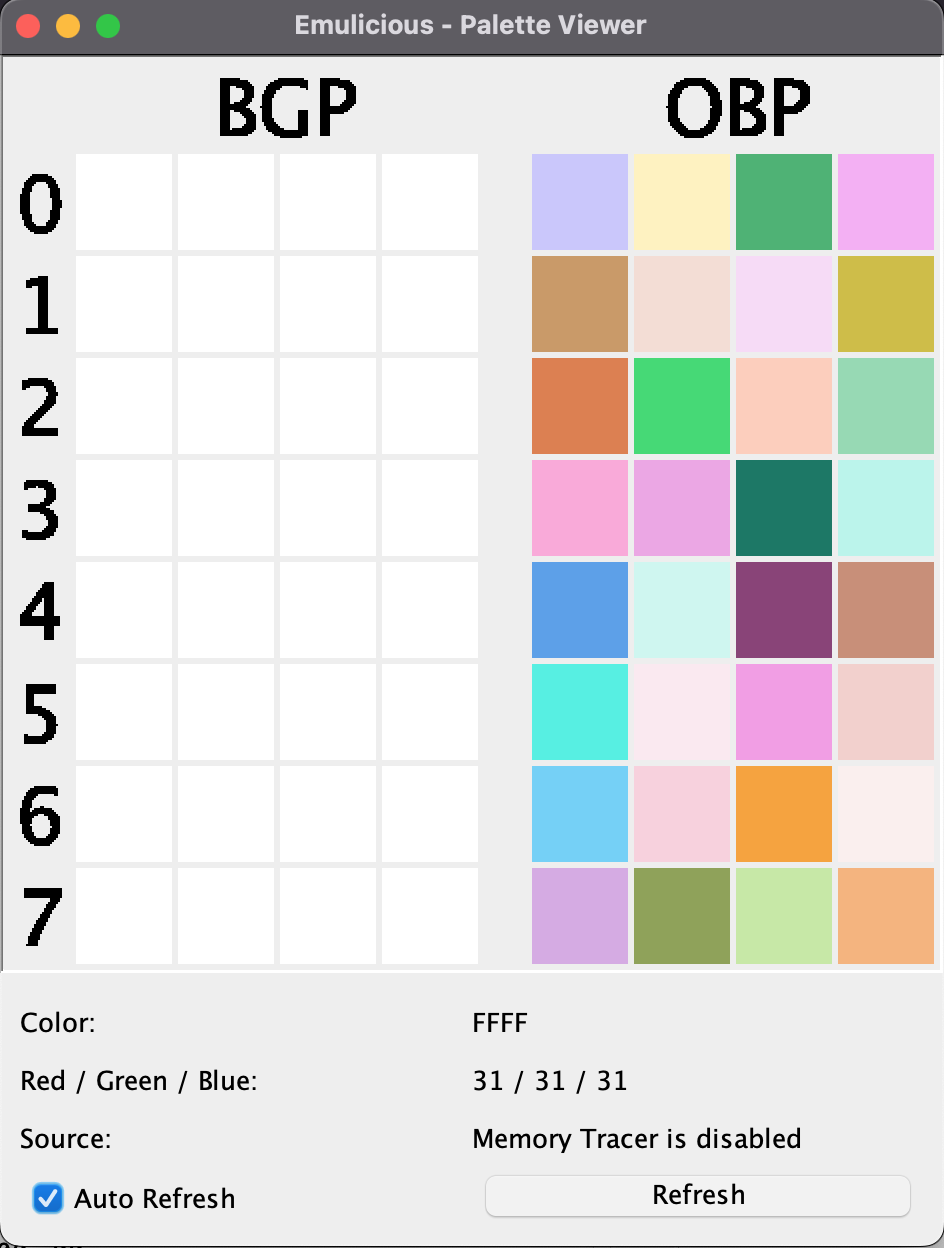 Emulicious - Palette Viewer
BGP OBP
0
1
2
3
4
5
6
7
Color: FFFF
Red / Green / Blue: 31 / 31 / 31
Source: Memory Tracer is disabled
Auto Refresh Refresh